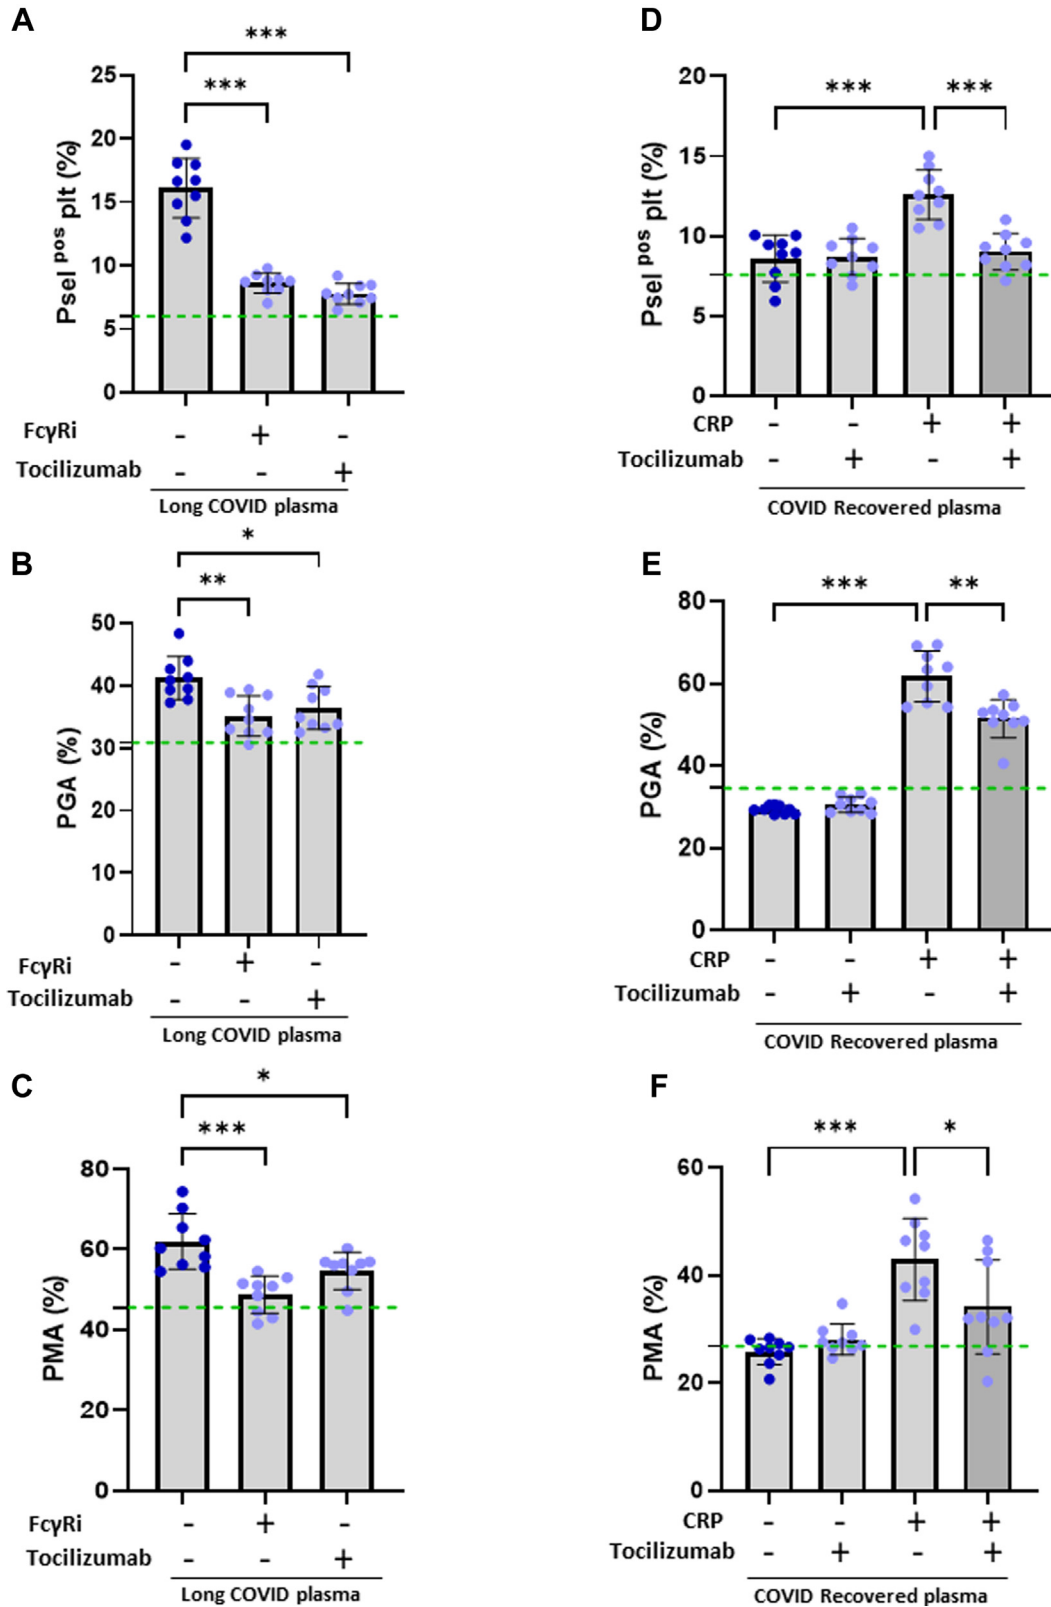 A
***
***
25
20
15
10
5
0
Psel pos plt (%)
FcγRi - + -
Tocilizumab - - +
Long COVID plasma
B
*
**
50
40
30
20
10
0
PGA (%)
FcγRi - + -
Tocilizumab - - +
Long COVID plasma
C
*
***
80
60
40
20
0
PMA (%)
FcγRi - + -
Tocilizumab - - +
Long COVID plasma
D
*** ***
20
15
10
5
0
Psel pos plt (%)
CRP - - + +
Tocilizumab - + - +
COVID Recovered plasma
E
*** **
80
60
40
20
0
PGA (%)
CRP - - + +
Tocilizumab - + - +
COVID Recovered plasma
F
*** *
60
40
20
0
PMA (%)
CRP - - + +
Tocilizumab - + - +
COVID Recovered plasma